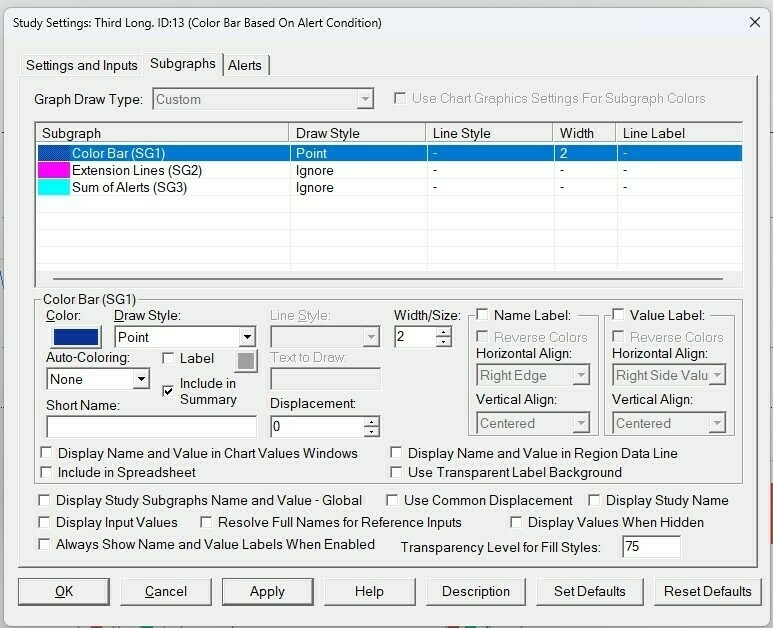 Study Settings: Third Long. ID:13 (Color Bar Based On Alert Condition)
Settings and Inputs Subgraphs Alerts
Graph Draw Type: Custom Use Chart Graphics Settings For Subgraph Colors
Subgraph Draw Style Line Style Width Line Label
Color Bar (SG1) Point - 2 -
Extension Lines (SG2) Ignore - - -
Sum of Alerts (SG3) Ignore - - -
Color Bar (SG1)
Color: Draw Style: Line Style: Width/Size: Name Label: Value Label:
Point 2 Reverse Colors Reverse Colors
Auto-Coloring: Label Text to Draw: Horizontal Align: Horizontal Align:
None Include in Summary Right Edge Right Side Valu
Short Name: Displacement: Vertical Align: Vertical Align:
0 Centered Centered
Display Name and Value in Chart Values Windows Display Name and Value in Region Data Line
Include in Spreadsheet Use Transparent Label Background
Display Study Subgraphs Name and Value - Global Use Common Displacement Display Study Name
Display Input Values Resolve Full Names for Reference Inputs Display Values When Hidden
Always Show Name and Value Labels When Enabled Transparency Level for Fill Styles: 75
OK Cancel Apply Help Description Set Defaults Reset Defaults